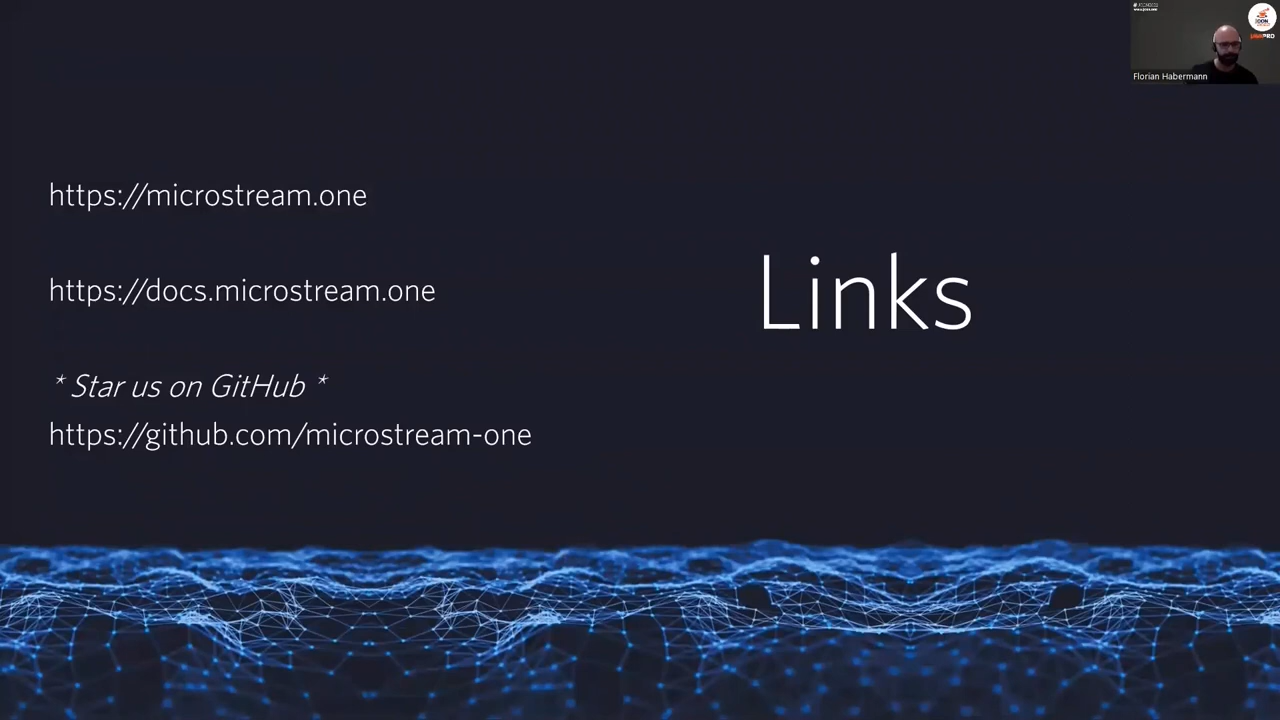 https://microstream.one
https://docs.microstream.one
* Star us on GitHub *
https://github.com/microstream-one
Links
Florian Habermann